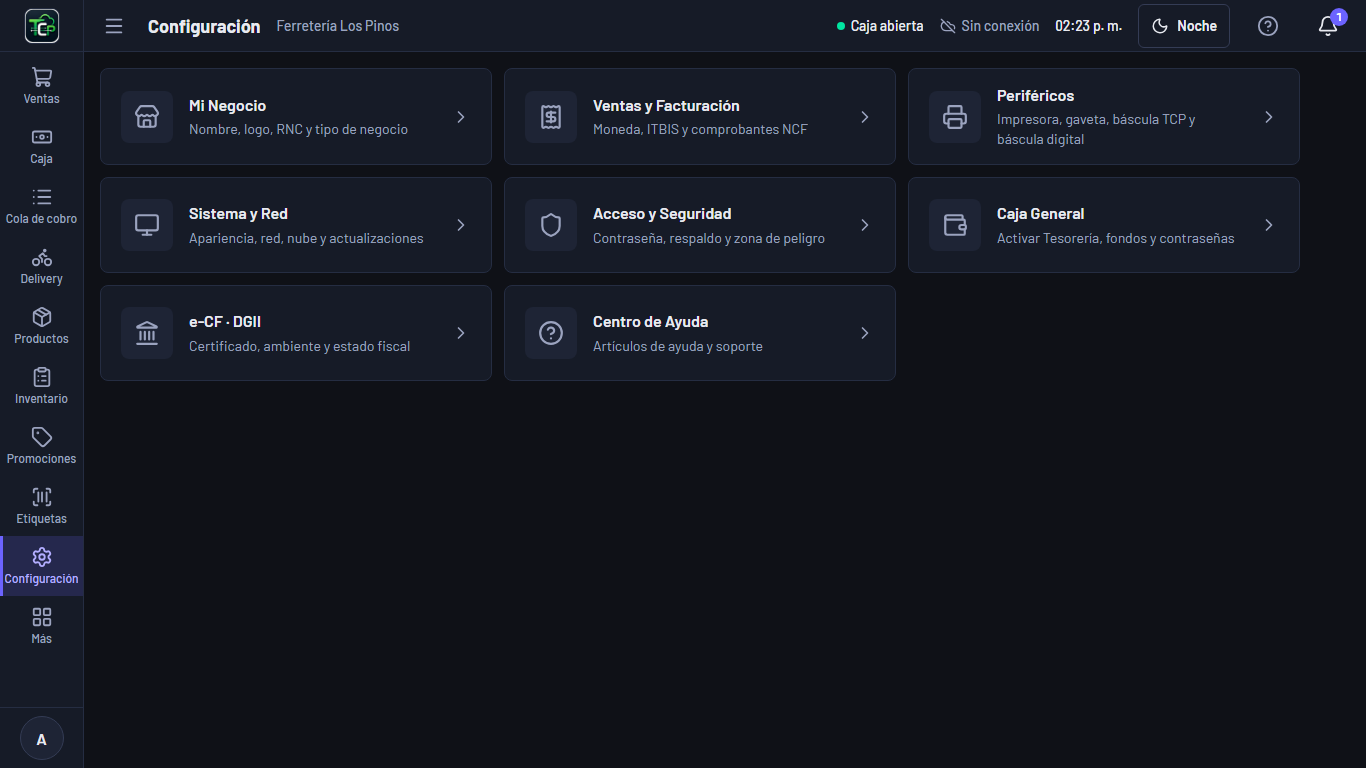 TCP
Configuración
Ferretería Los Pinos
Caja abierta
Sin conexión
02:23 p. m.
Noche
1
Ventas
Caja
Cola de cobro
Delivery
Productos
Inventario
Promociones
Etiquetas
Configuración
Más
A
Mi Negocio
Nombre, logo, RNC y tipo de negocio
Ventas y Facturación
Moneda, ITBIS y comprobantes NCF
Periféricos
Impresora, gaveta, báscula TCP y
báscula digital
Sistema y Red
Apariencia, red, nube y actualizaciones
Acceso y Seguridad
Contraseña, respaldo y zona de peligro
Caja General
Activar Tesorería, fondos y contraseñas
e-CF · DGII
Certificado, ambiente y estado fiscal
Centro de Ayuda
Artículos de ayuda y soporte